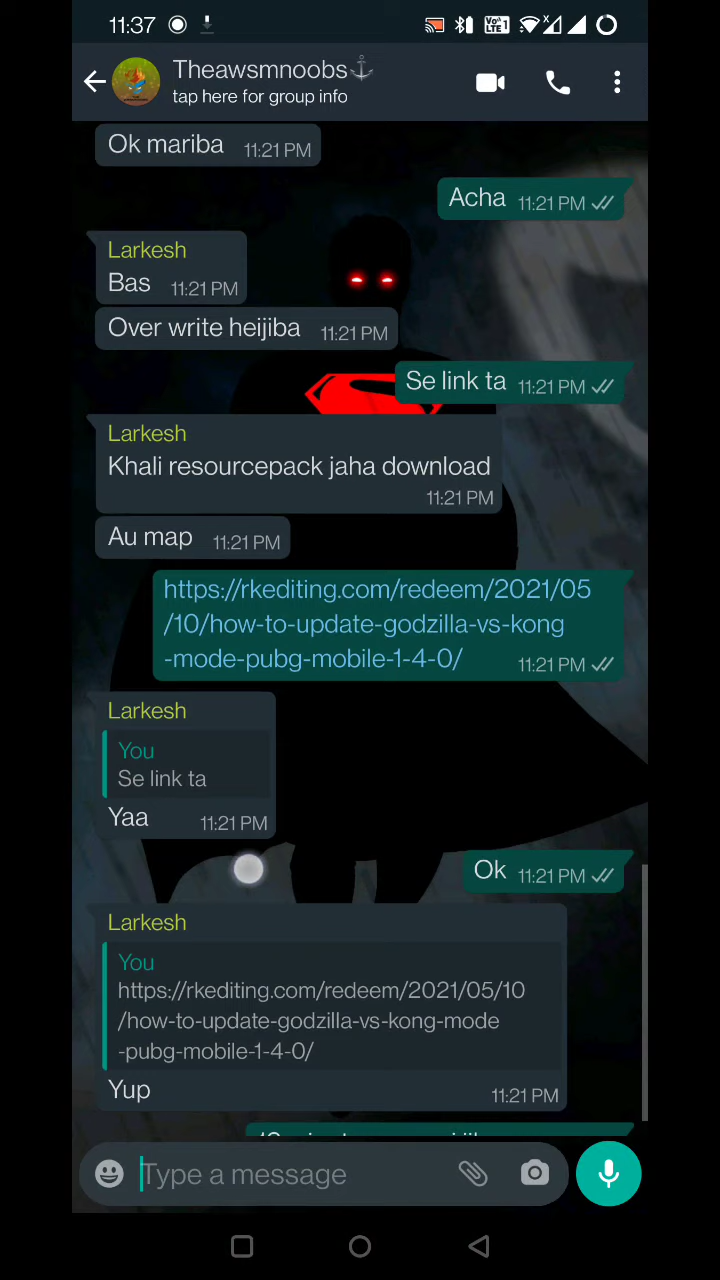 11:37
Theawsmnoobs⚓
tap here for group info
Ok mariba 11:21 PM
Acha 11:21 PM
Larkesh
Bas 11:21 PM
Over write heijiba 11:21 PM
Se link ta 11:21 PM
Larkesh
Khali resourcepack jaha download
11:21 PM
Au map 11:21 PM
https://rkediting.com/redeem/2021/05
/10/how-to-update-godzilla-vs-kong
-mode-pubg-mobile-1-4-0/ 11:21 PM
Larkesh
You
Se link ta
Yaa 11:21 PM
Ok 11:21 PM
Larkesh
You
https://rkediting.com/redeem/2021/05/10
/how-to-update-godzilla-vs-kong-mode
-pubg-mobile-1-4-0/
Yup 11:21 PM
Type a message